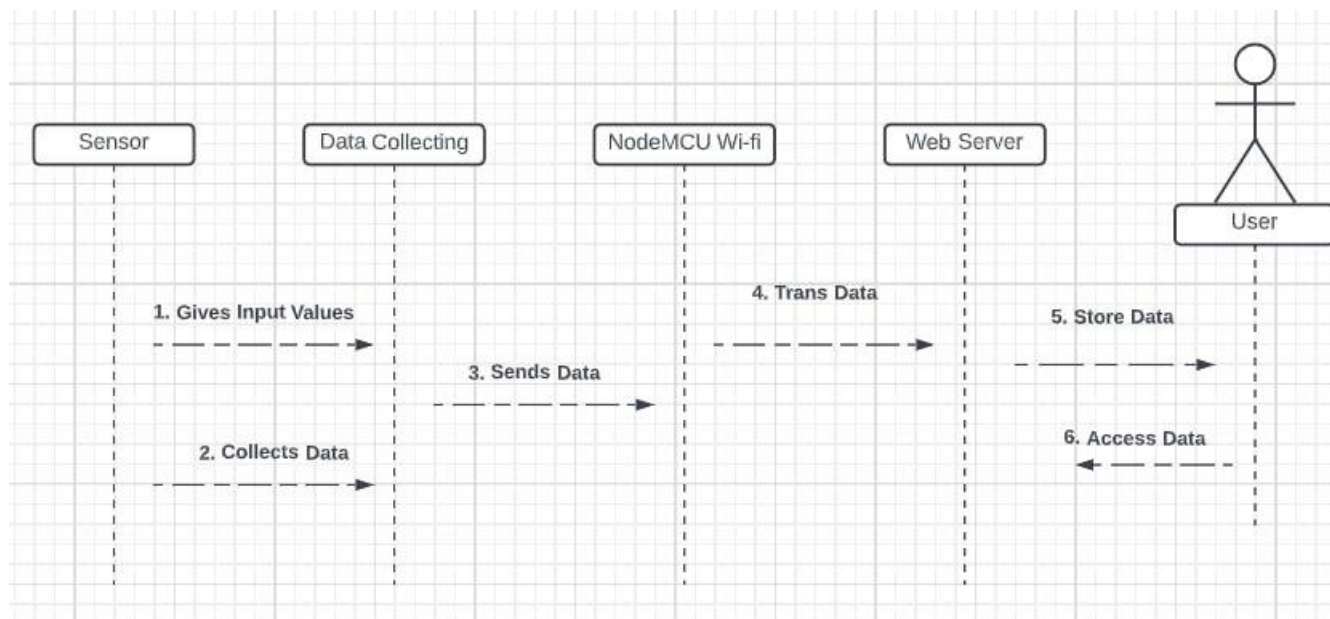 Sensor
Data Collecting
NodeMCU Wi-fi
Web Server
User
1. Gives Input Values
4. Trans Data
5. Store Data
3. Sends Data
2. Collects Data
6. Access Data